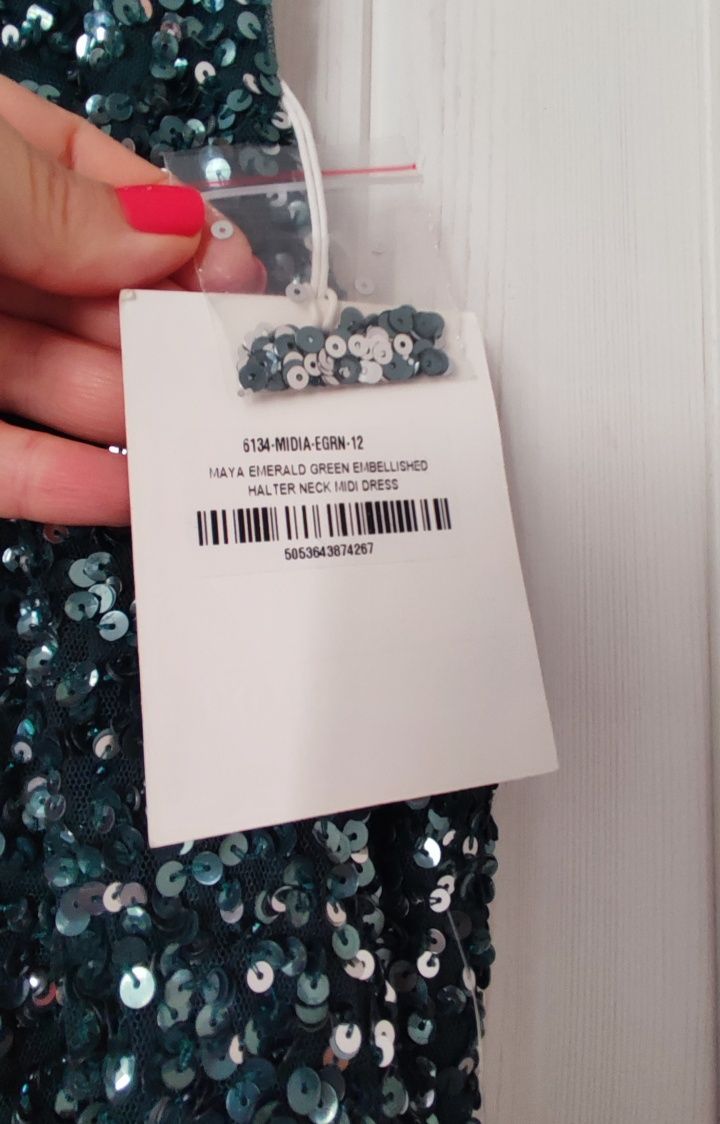 6134-MIDIA-EGRN-12
MAYA EMERALD GREEN EMBELLISHED
HALTER NECK MIDI DRESS
5053643874267